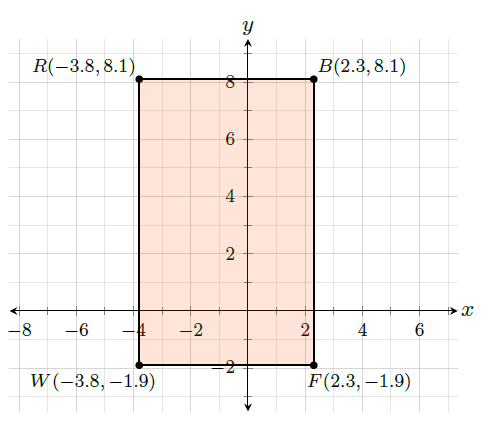 y
R(−3.8, 8.1) B(2.3, 8.1)
8
6
4
2
x
−8 −6 −4 −2 2 4 6
−2
W(−3.8, −1.9) F(2.3, −1.9)